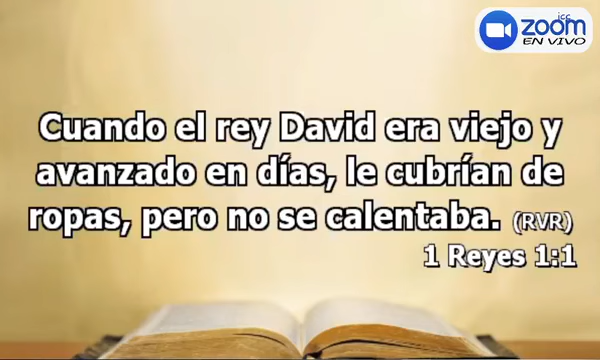 icc
zoom
EN VIVO
Cuando el rey David era viejo y
avanzado en días, le cubrían de
ropas, pero no se calentaba. (RVR)
1 Reyes 1:1